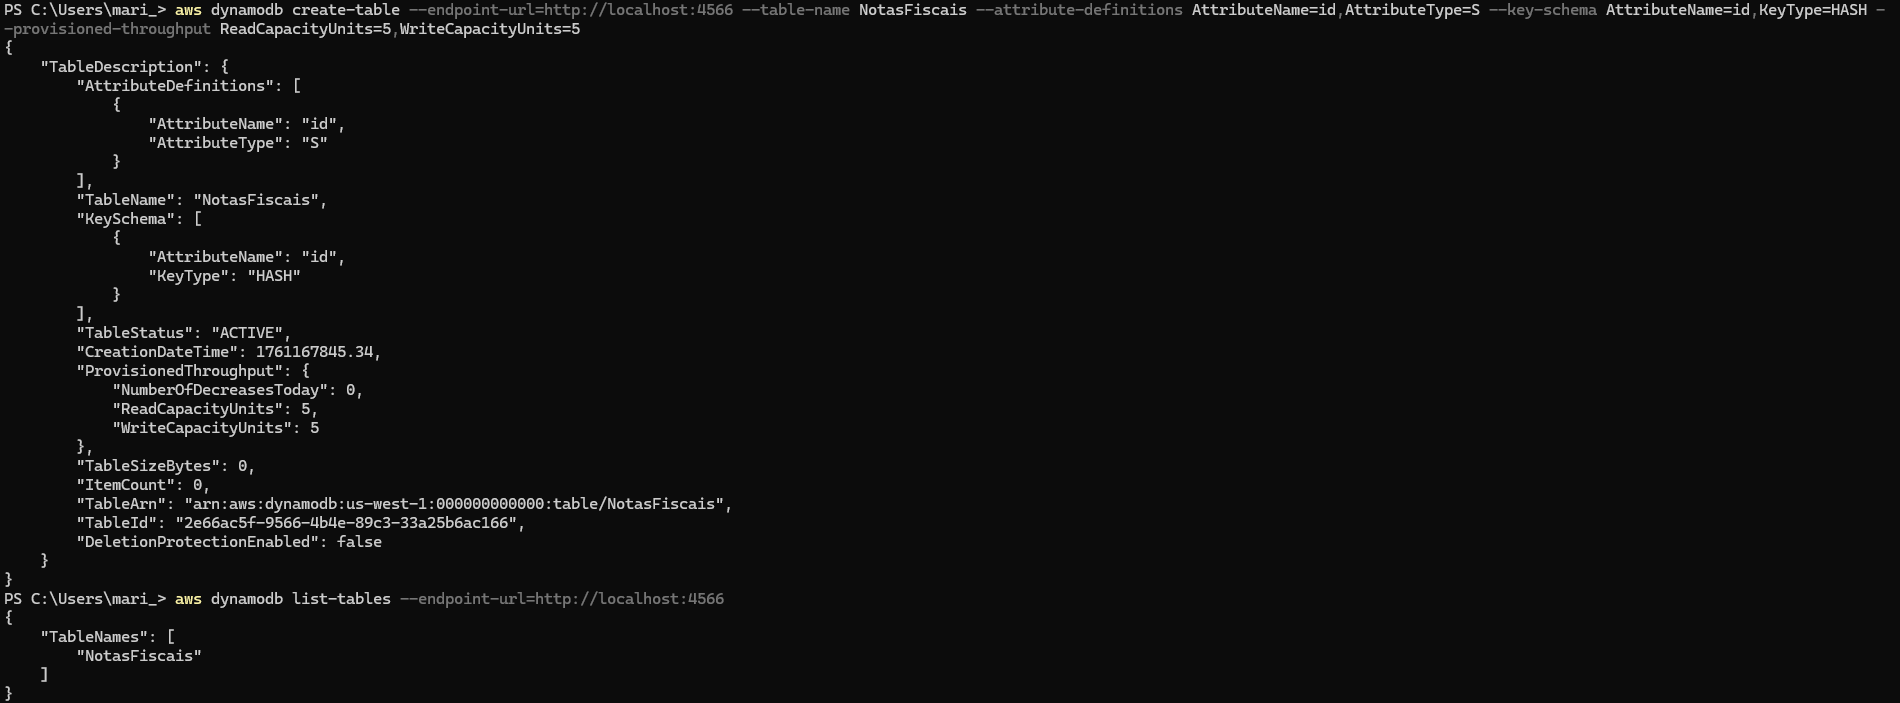 PS C:\Users\mari_> aws dynamodb create-table --endpoint-url=http://localhost:4566 --table-name NotasFiscais --attribute-definitions AttributeName=id,AttributeType=S --key-schema AttributeName=id,KeyType=HASH -
-provisioned-throughput ReadCapacityUnits=5,WriteCapacityUnits=5
{
    "TableDescription": {
        "AttributeDefinitions": [
            {
                "AttributeName": "id",
                "AttributeType": "S"
            }
        ],
        "TableName": "NotasFiscais",
        "KeySchema": [
            {
                "AttributeName": "id",
                "KeyType": "HASH"
            }
        ],
        "TableStatus": "ACTIVE",
        "CreationDateTime": 1761167845.34,
        "ProvisionedThroughput": {
            "NumberOfDecreasesToday": 0,
            "ReadCapacityUnits": 5,
            "WriteCapacityUnits": 5
        },
        "TableSizeBytes": 0,
        "ItemCount": 0,
        "TableArn": "arn:aws:dynamodb:us-west-1:000000000000:table/NotasFiscais",
        "TableId": "2e66ac5f-9566-4b4e-89c3-33a25b6ac166",
        "DeletionProtectionEnabled": false
    }
}
PS C:\Users\mari_> aws dynamodb list-tables --endpoint-url=http://localhost:4566
{
    "TableNames": [
        "NotasFiscais"
    ]
}